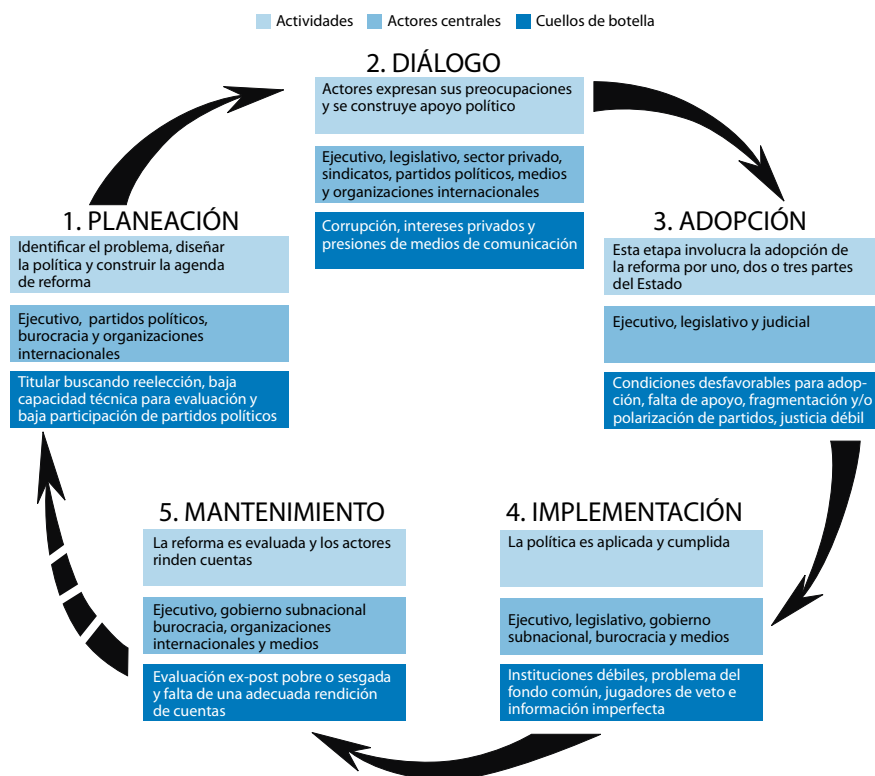 Actividades Actores centrales Cuellos de botella
2. DIÁLOGO
Actores expresan sus preocupaciones
y se construye apoyo político
Ejecutivo, legislativo, sector privado,
sindicatos, partidos políticos, medios
y organizaciones internacionales
Corrupción, intereses privados y
presiones de medios de comunicación
1. PLANEACIÓN
Identificar el problema, diseñar
la política y construir la agenda
de reforma
Ejecutivo, partidos políticos,
burocracia y organizaciones
internacionales
Titular buscando reelección, baja
capacidad técnica para evaluación y
baja participación de partidos políticos
3. ADOPCIÓN
Esta etapa involucra la adopción de
la reforma por uno, dos o tres partes
del Estado
Ejecutivo, legislativo y judicial
Condiciones desfavorables para adop-
ción, falta de apoyo, fragmentación y/o
polarización de partidos, justicia débil
5. MANTENIMIENTO
La reforma es evaluada y los actores
rinden cuentas
Ejecutivo, gobierno subnacional
burocracia, organizaciones
internacionales y medios
Evaluación ex-post pobre o sesgada
y falta de una adecuada rendición
de cuentas
4. IMPLEMENTACIÓN
La política es aplicada y cumplida
Ejecutivo, legislativo, gobierno
subnacional, burocracia y medios
Instituciones débiles, problema del
fondo común, jugadores de veto e
información imperfecta